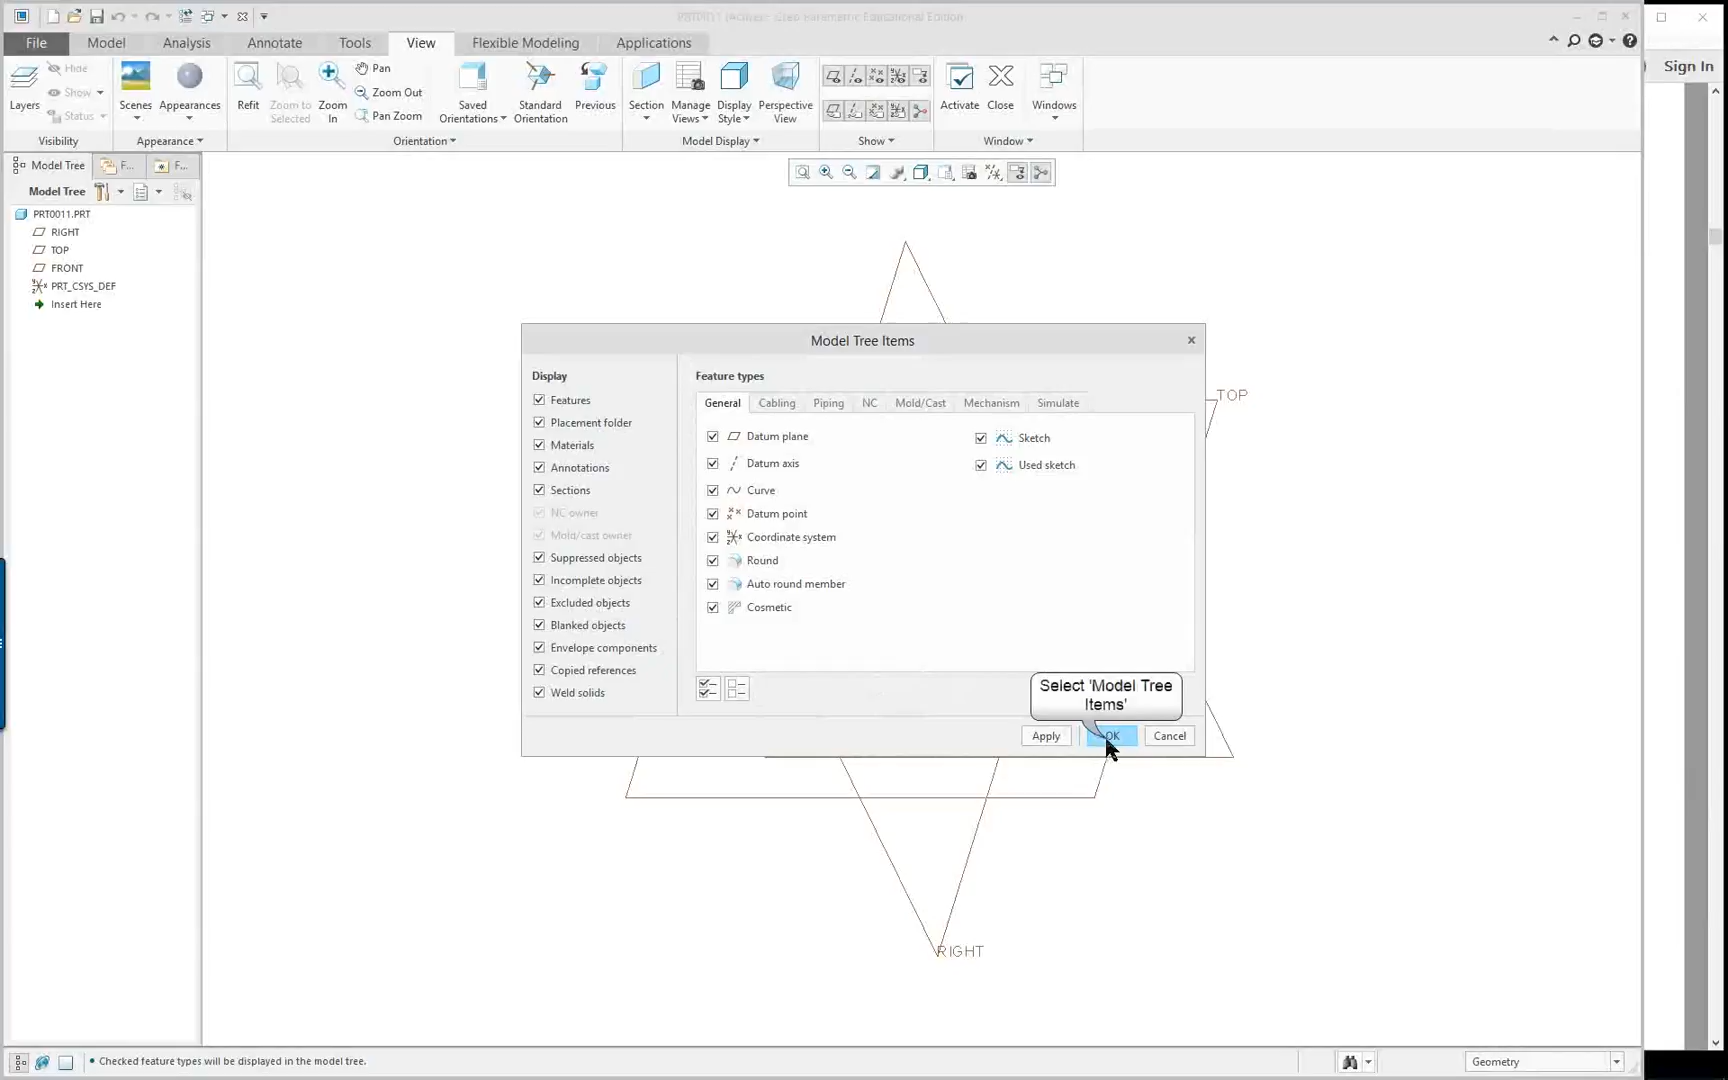 PRT0011 (Active) - Creo Parametric Educational Edition
File Model Analysis Annotate Tools View Flexible Modeling Applications
Sign In
Hide
Show
Status
Layers
Visibility
Scenes
Appearances
Appearance
Refit
Zoom to
Selected
Zoom
In
Pan
Zoom Out
Pan Zoom
Saved
Orientations
Standard
Orientation
Previous
Orientation
Section
Manage
Views
Display
Style
Perspective
View
Model Display
Show
Activate
Close
Windows
Window
Model Tree F... F...
Model Tree
PRT0011.PRT
RIGHT
TOP
FRONT
PRT_CSYS_DEF
Insert Here
TOP
Model Tree Items
Display
Features
Placement folder
Materials
Annotations
Sections
NC owner
Mold/cast owner
Suppressed objects
Incomplete objects
Excluded objects
Blanked objects
Envelope components
Copied references
Weld solids
Feature types
General Cabling Piping NC Mold/Cast Mechanism Simulate
Datum plane
Datum axis
Curve
Datum point
Coordinate system
Round
Auto round member
Cosmetic
Sketch
Used sketch
Select 'Model Tree
Items'
Apply OK Cancel
RIGHT
• Checked feature types will be displayed in the model tree.
Geometry